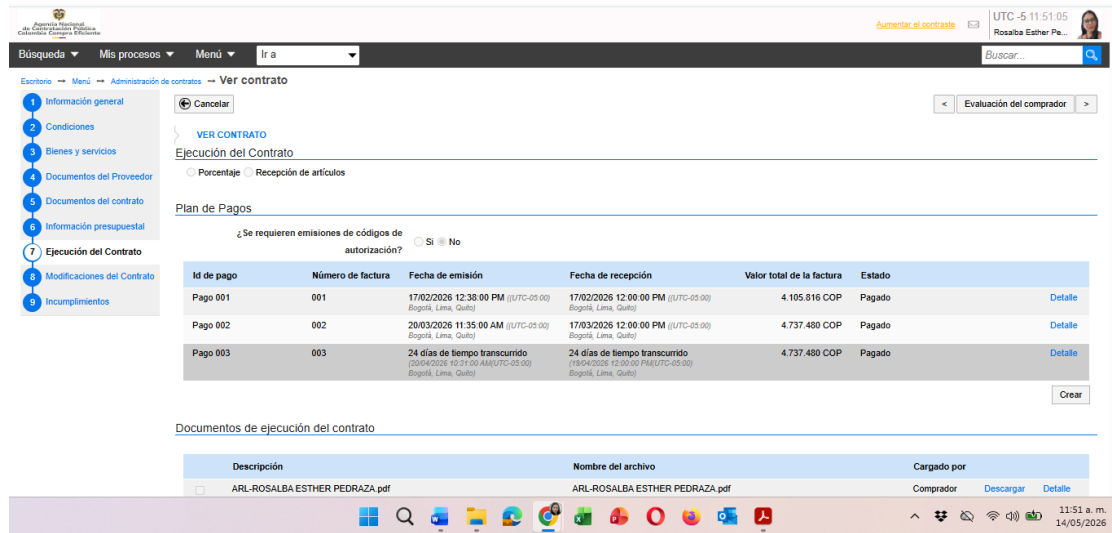 Agencia Nacional
de Contratación Pública
Colombia Compra Eficiente
Aumentar el contraste
UTC -5 11:51:05
Rosalba Esther Pe...
Búsqueda Mis procesos Menú Ir a Buscar...
Escritorio → Menú → Administración de contratos → Ver contrato
1 Información general
2 Condiciones
3 Bienes y servicios
4 Documentos del Proveedor
5 Documentos del contrato
6 Información presupuestal
7 Ejecución del Contrato
8 Modificaciones del Contrato
9 Incumplimientos
Cancelar < Evaluación del comprador >
VER CONTRATO
Ejecución del Contrato
Porcentaje Recepción de artículos
Plan de Pagos
¿Se requieren emisiones de códigos de
autorización? Si No
Id de pago Número de factura Fecha de emisión Fecha de recepción Valor total de la factura Estado
Pago 001 001 17/02/2026 12:38:00 PM ((UTC-05:00) 17/02/2026 12:00:00 PM ((UTC-05:00) 4.105.816 COP Pagado Detalle
Bogotá, Lima, Quito) Bogotá, Lima, Quito)
Pago 002 002 20/03/2026 11:35:00 AM ((UTC-05:00) 17/03/2026 12:00:00 PM ((UTC-05:00) 4.737.480 COP Pagado Detalle
Bogotá, Lima, Quito) Bogotá, Lima, Quito)
Pago 003 003 24 días de tiempo transcurrido 24 días de tiempo transcurrido 4.737.480 COP Pagado Detalle
(20/04/2026 10:31:00 AM(UTC-05:00) (19/04/2026 12:00:00 PM(UTC-05:00)
Bogotá, Lima, Quito) Bogotá, Lima, Quito)
Crear
Documentos de ejecución del contrato
Descripción Nombre del archivo Cargado por
ARL-ROSALBA ESTHER PEDRAZA.pdf ARL-ROSALBA ESTHER PEDRAZA.pdf Comprador Descargar Detalle
11:51 a. m.
14/05/2026